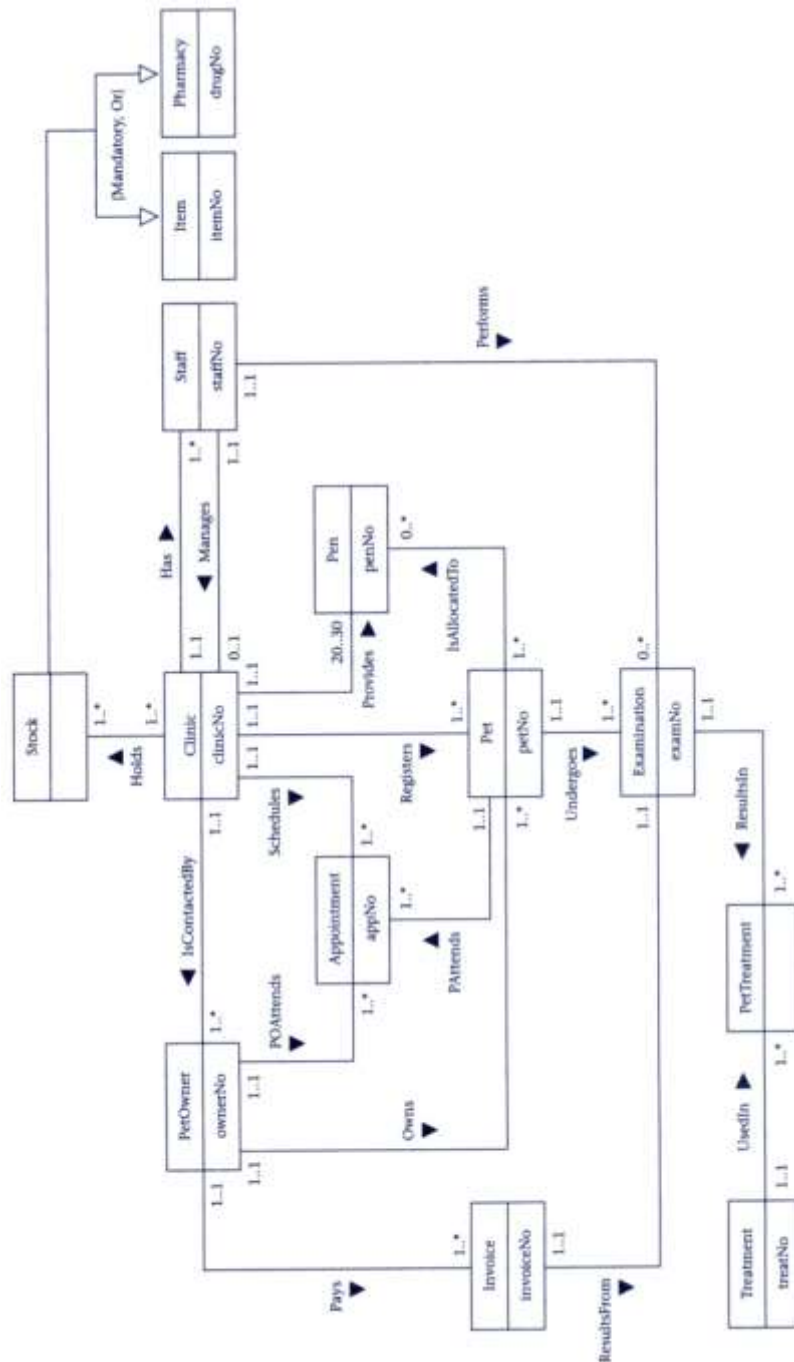 Stock
{Mandatory, Or}
Item
itemNo
Pharmacy
drugNo
1..*
Holds
1..*
PetOwner
ownerNo
1..*
IsContactedBy
1..1
Clinic
clinicNo
1..1
Has
1..*
0..1
Manages
1..1
Staff
staffNo
1..1
1..1
1..1
1..1
POAttends
1..1
Schedules
1..1
1..1
1..1
Provides
20..30
Pen
penNo
1..*
Appointment
appNo
1..*
1..*
Pays
Owns
PAttends
Registers
IsAllocatedTo
0..*
Performs
1..*
Invoice
invoiceNo
1..1
1..1
1..*
Pet
petNo
1..*
1..*
1..1
Undergoes
1..*
ResultsFrom
1..1
Examination
examNo
0..*
1..1
Treatment
treatNo
1..1
UsedIn
1..*
PetTreatment
1..*
ResultsIn